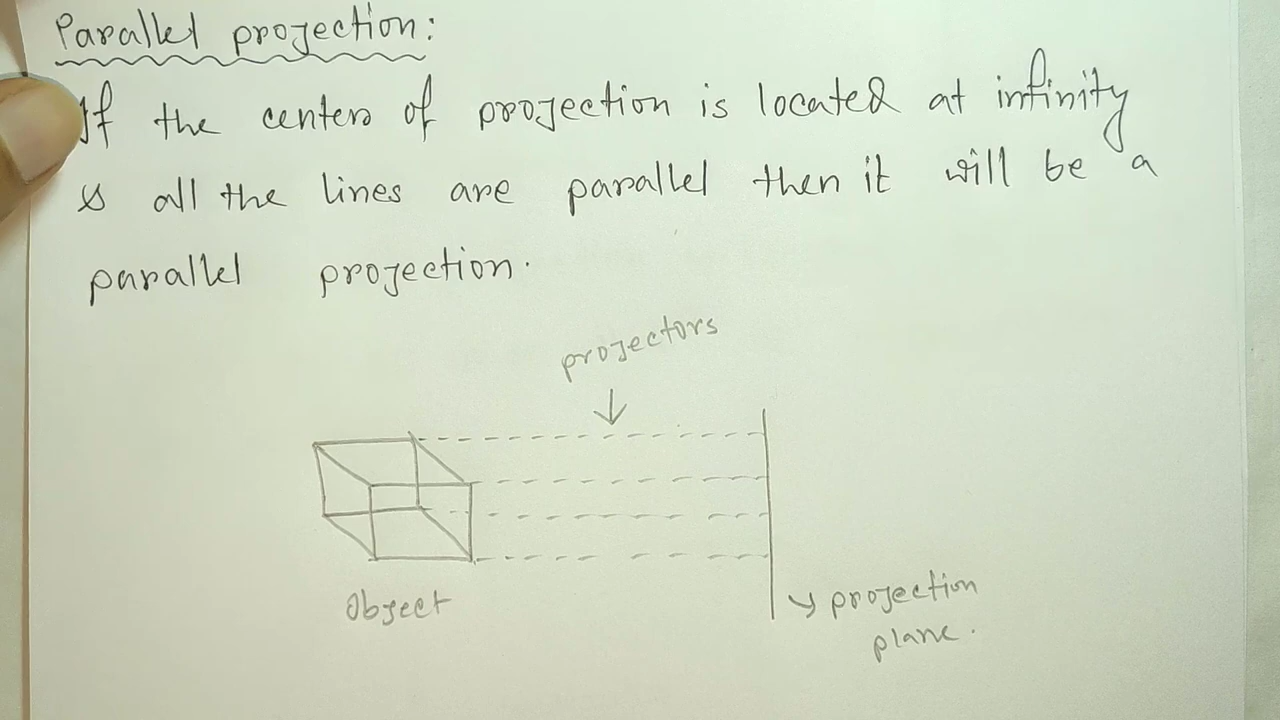 Parallel projection:
If the center of projection is located at infinity
& all the lines are parallel then it will be a
parallel projection.
projectors
Object
projection
plane.